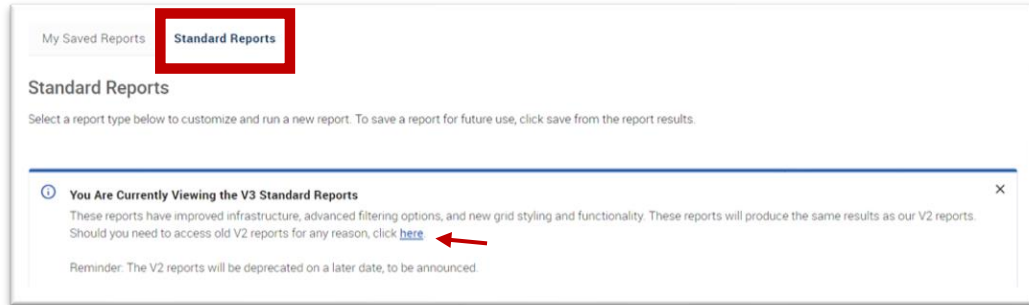 My Saved Reports Standard Reports
Standard Reports
Select a report type below to customize and run a new report. To save a report for future use, click save from the report results.
You Are Currently Viewing the V3 Standard Reports
These reports have improved infrastructure, advanced filtering options, and new grid styling and functionality. These reports will produce the same results as our V2 reports.
Should you need to access old V2 reports for any reason, click here.
Reminder: The V2 reports will be deprecated on a later date, to be announced.